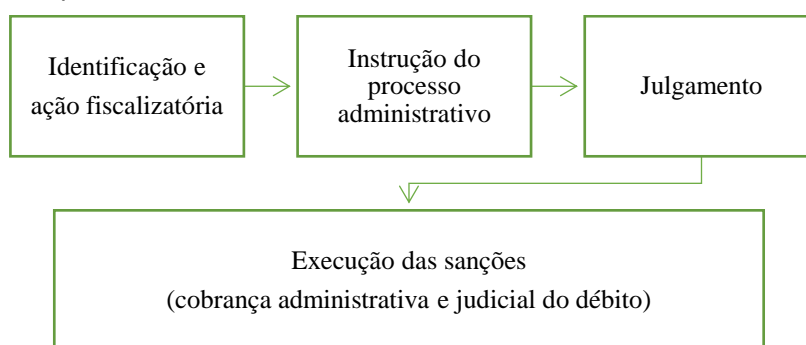 Identificação e
ação fiscalizatória
Instrução do
processo
administrativo
Julgamento
Execução das sanções
(cobrança administrativa e judicial do débito)